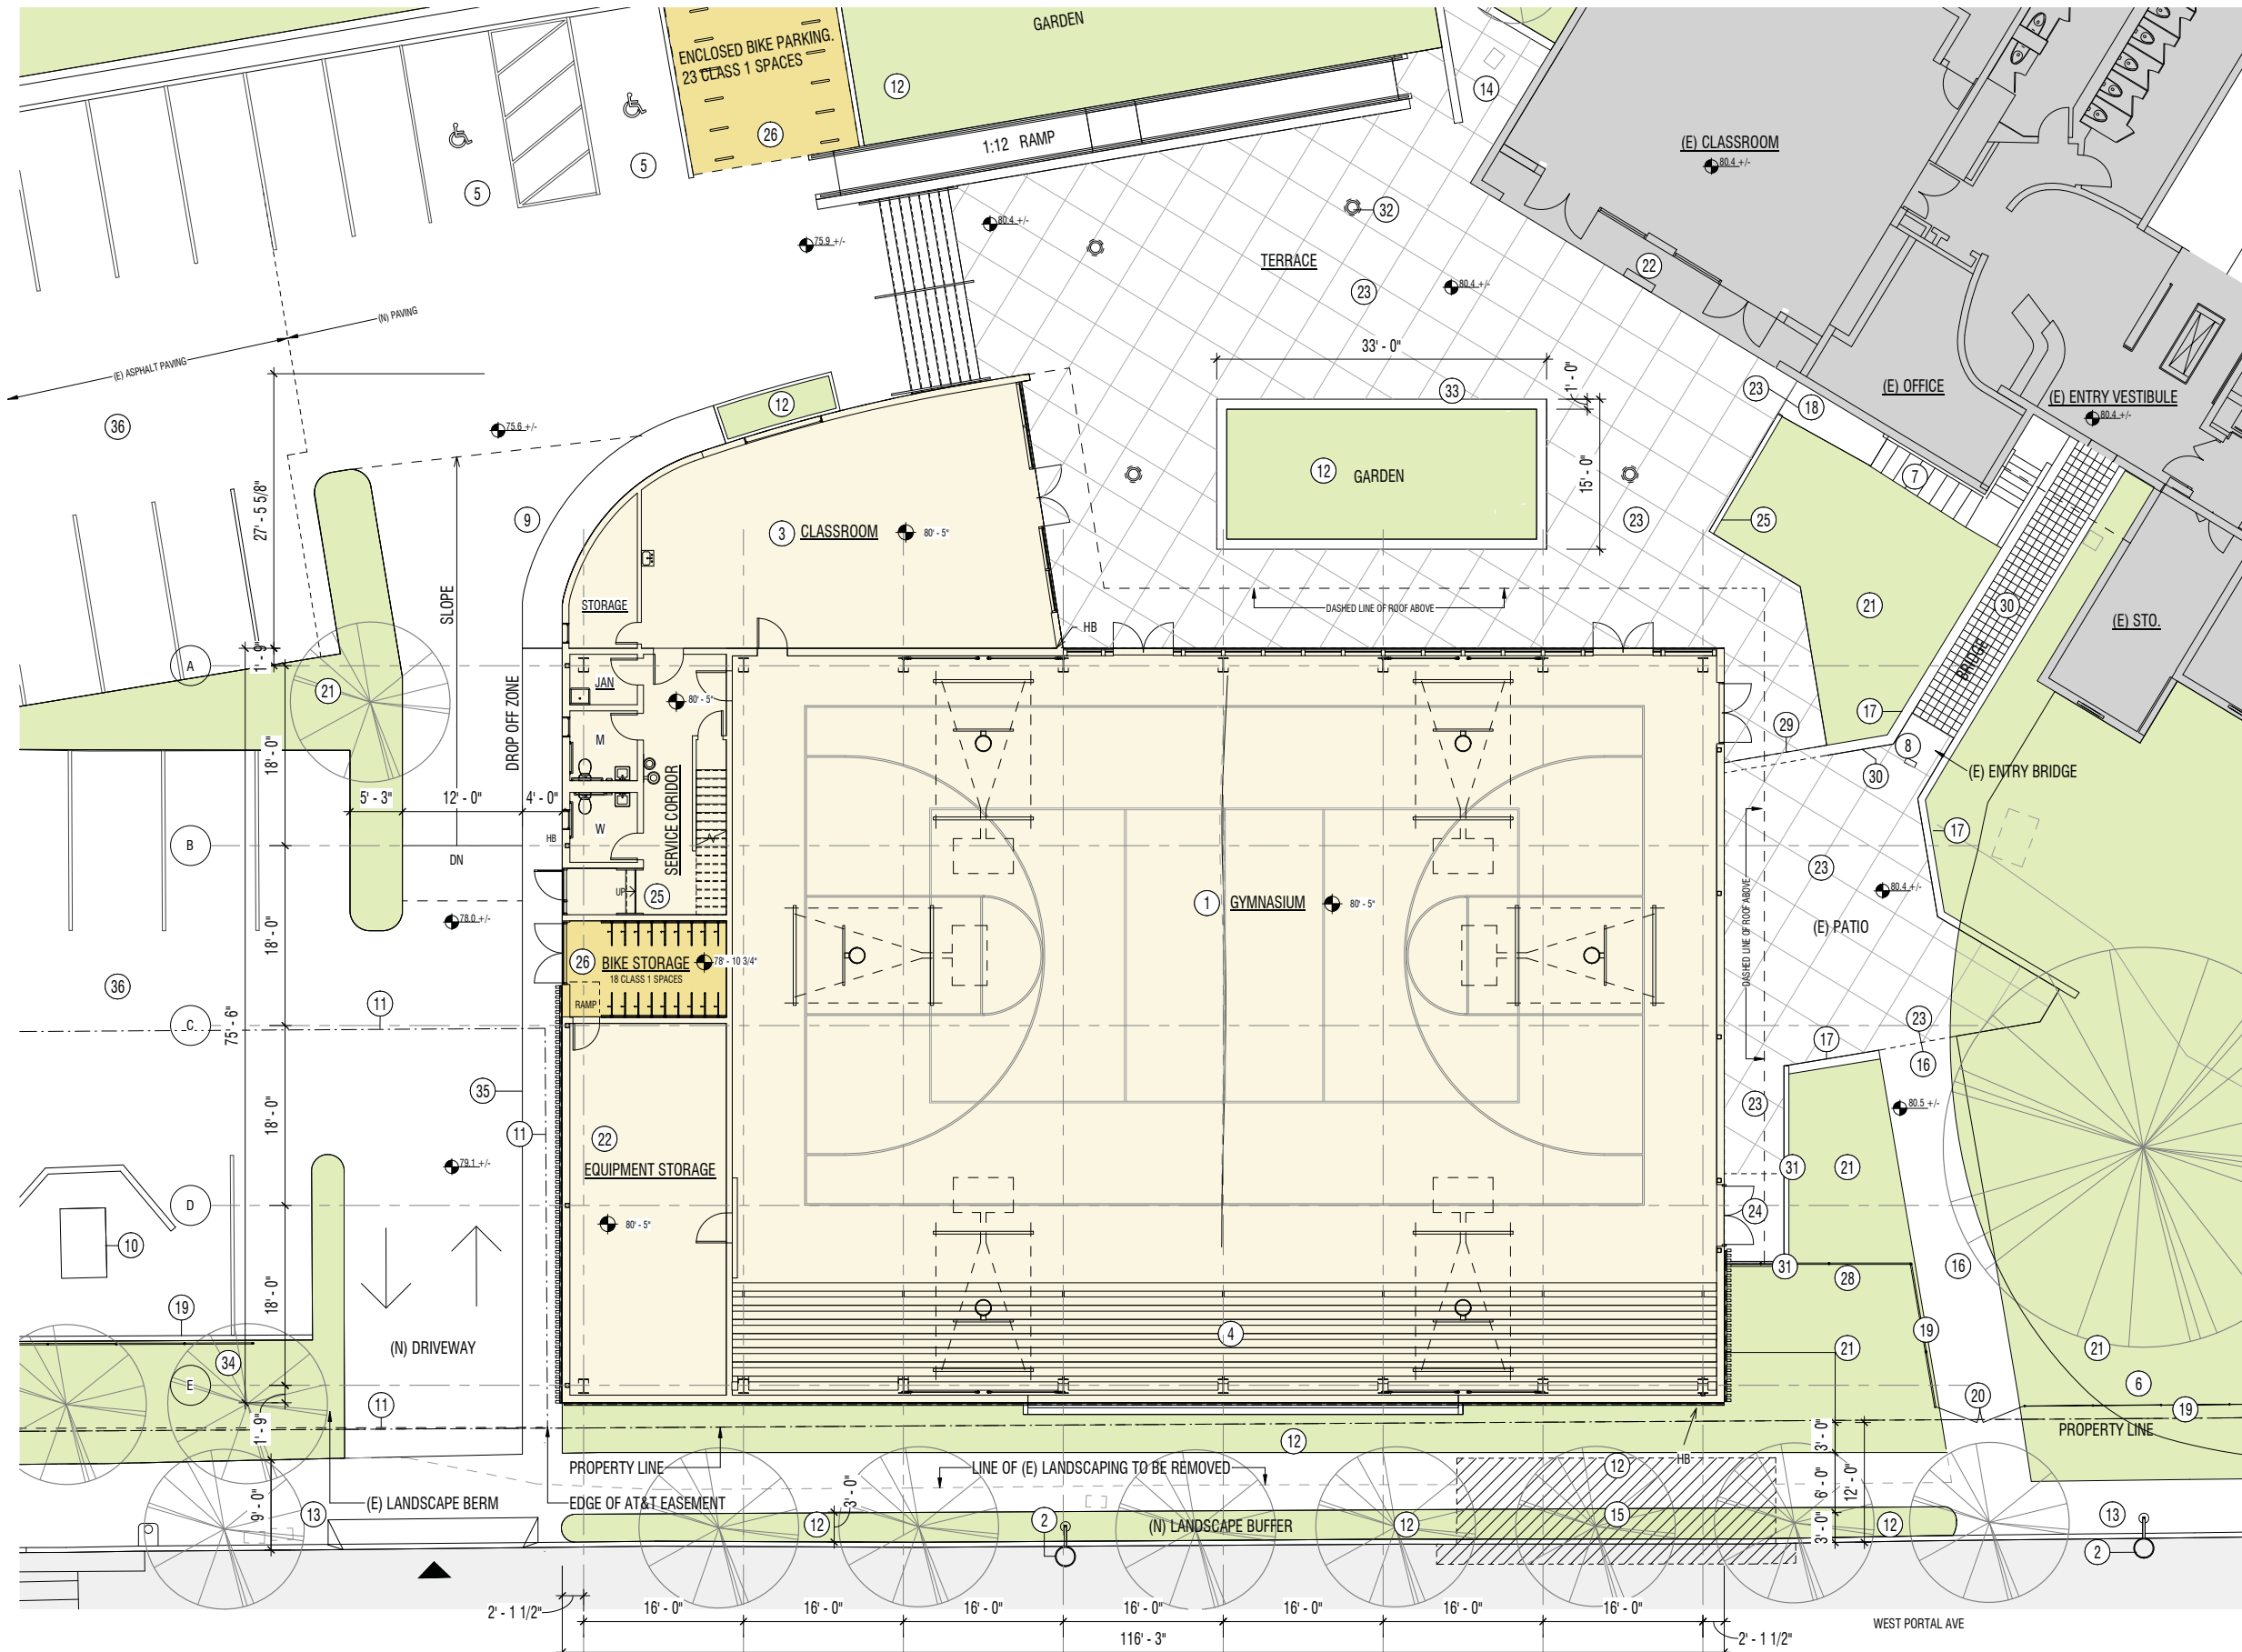 GARDEN
ENCLOSED BIKE PARKING.
23 CLASS 1 SPACES
12
14
26
1:12 RAMP
5
5
(E) CLASSROOM
80.4 +/-
32
80.4 +/-
75.9 +/-
TERRACE
22
23
80.4 +/-
(N) PAVING
(E) ASPHALT PAVING
33' - 0"
1' - 0"
33
23
18
(E) OFFICE
(E) ENTRY VESTIBULE
80.4 +/-
36
12
75.6 +/-
12
GARDEN
15' - 0"
7
27' - 5 5/8"
9
3
CLASSROOM
80' - 5"
23
25
SLOPE
STORAGE
DASHED LINE OF ROOF ABOVE
21
30
(E) STO.
HB
BRIDGE
A
1' - 9"
21
JAN
80' - 5"
17
29
DROP OFF ZONE
M
18' - 0"
8
30
(E) ENTRY BRIDGE
5' - 3"
12' - 0"
4' - 0"
SERVICE CORIDOR
W
17
B
HB
DN
23
UP
25
DASHED LINE OF ROOF ABOVE
80.4 +/-
1
GYMNASIUM
80' - 5"
78.0 +/-
18' - 0"
(E) PATIO
26
BIKE STORAGE
78' - 10 3/4"
18 CLASS 1 SPACES
36
11
RAMP
C
75' - 6"
23
17
16
35
18' - 0"
11
23
80.5 +/-
22
79.1 +/-
EQUIPMENT STORAGE
31
21
D
80' - 5"
24
10
31
28
16
18' - 0"
19
4
19
(N) DRIVEWAY
34
21
21
E
6
20
19
11
1' - 9"
PROPERTY LINE
12
3' - 0"
HB
PROPERTY LINE
LINE OF (E) LANDSCAPING TO BE REMOVED
12
6' - 0"
12' - 0"
(E) LANDSCAPE BERM
EDGE OF AT&T EASEMENT
3' - 0"
9' - 0"
13
12
2
(N) LANDSCAPE BUFFER
12
15
3' - 0"
12
13
2
2' - 1 1/2"
16' - 0"
16' - 0"
16' - 0"
16' - 0"
16' - 0"
16' - 0"
16' - 0"
WEST PORTAL AVE
116' - 3"
2' - 1 1/2"